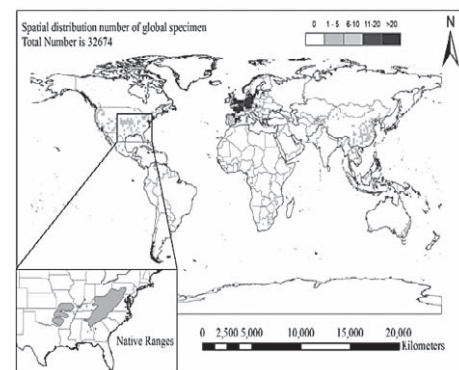 Spatial distribution number of global specimen
Total Number is 32674
0 1 - 5 6-10 11-20 >20
N
Native Ranges
0 2,500 5,000 10,000 15,000 20,000
Kilometers